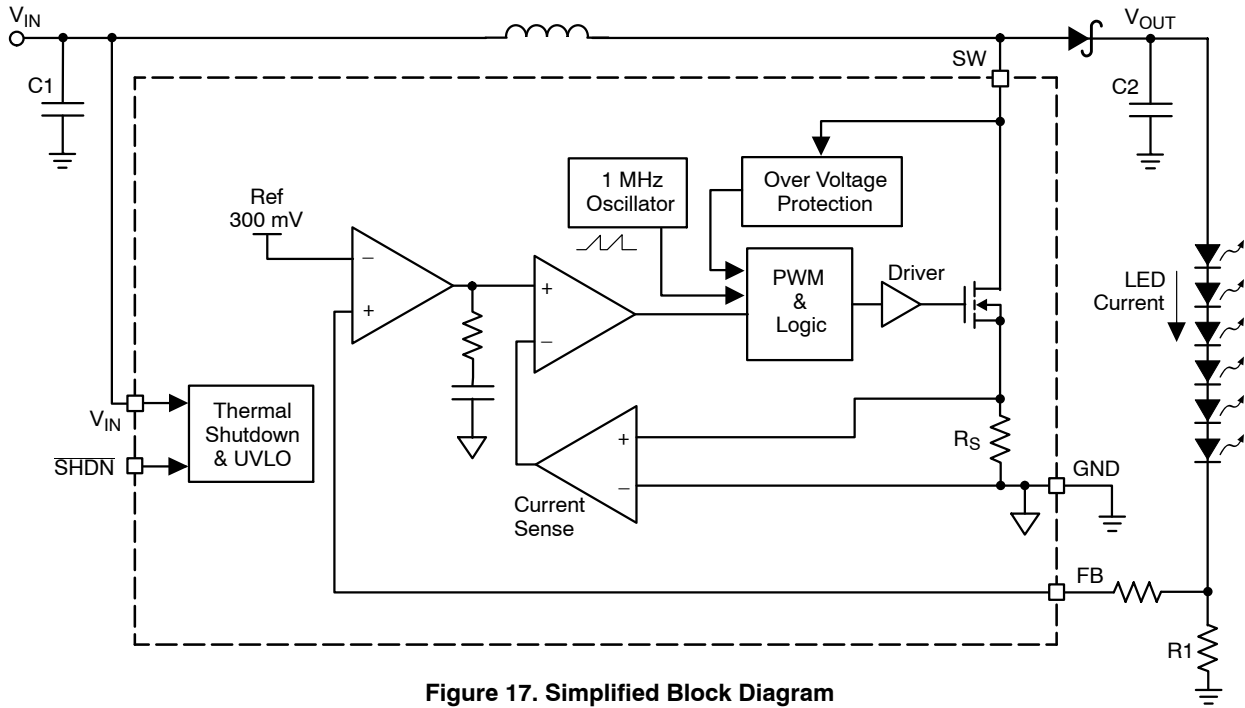 VIN
VOUT
C1
SW
C2
1 MHz
Oscillator
Over Voltage
Protection
Ref
300 mV
−
+
+
−
PWM
&
Logic
Driver
LED
Current
VIN
SHDN
Thermal
Shutdown
& UVLO
+
−
Current
Sense
RS
GND
FB
R1
Figure 17. Simplified Block Diagram